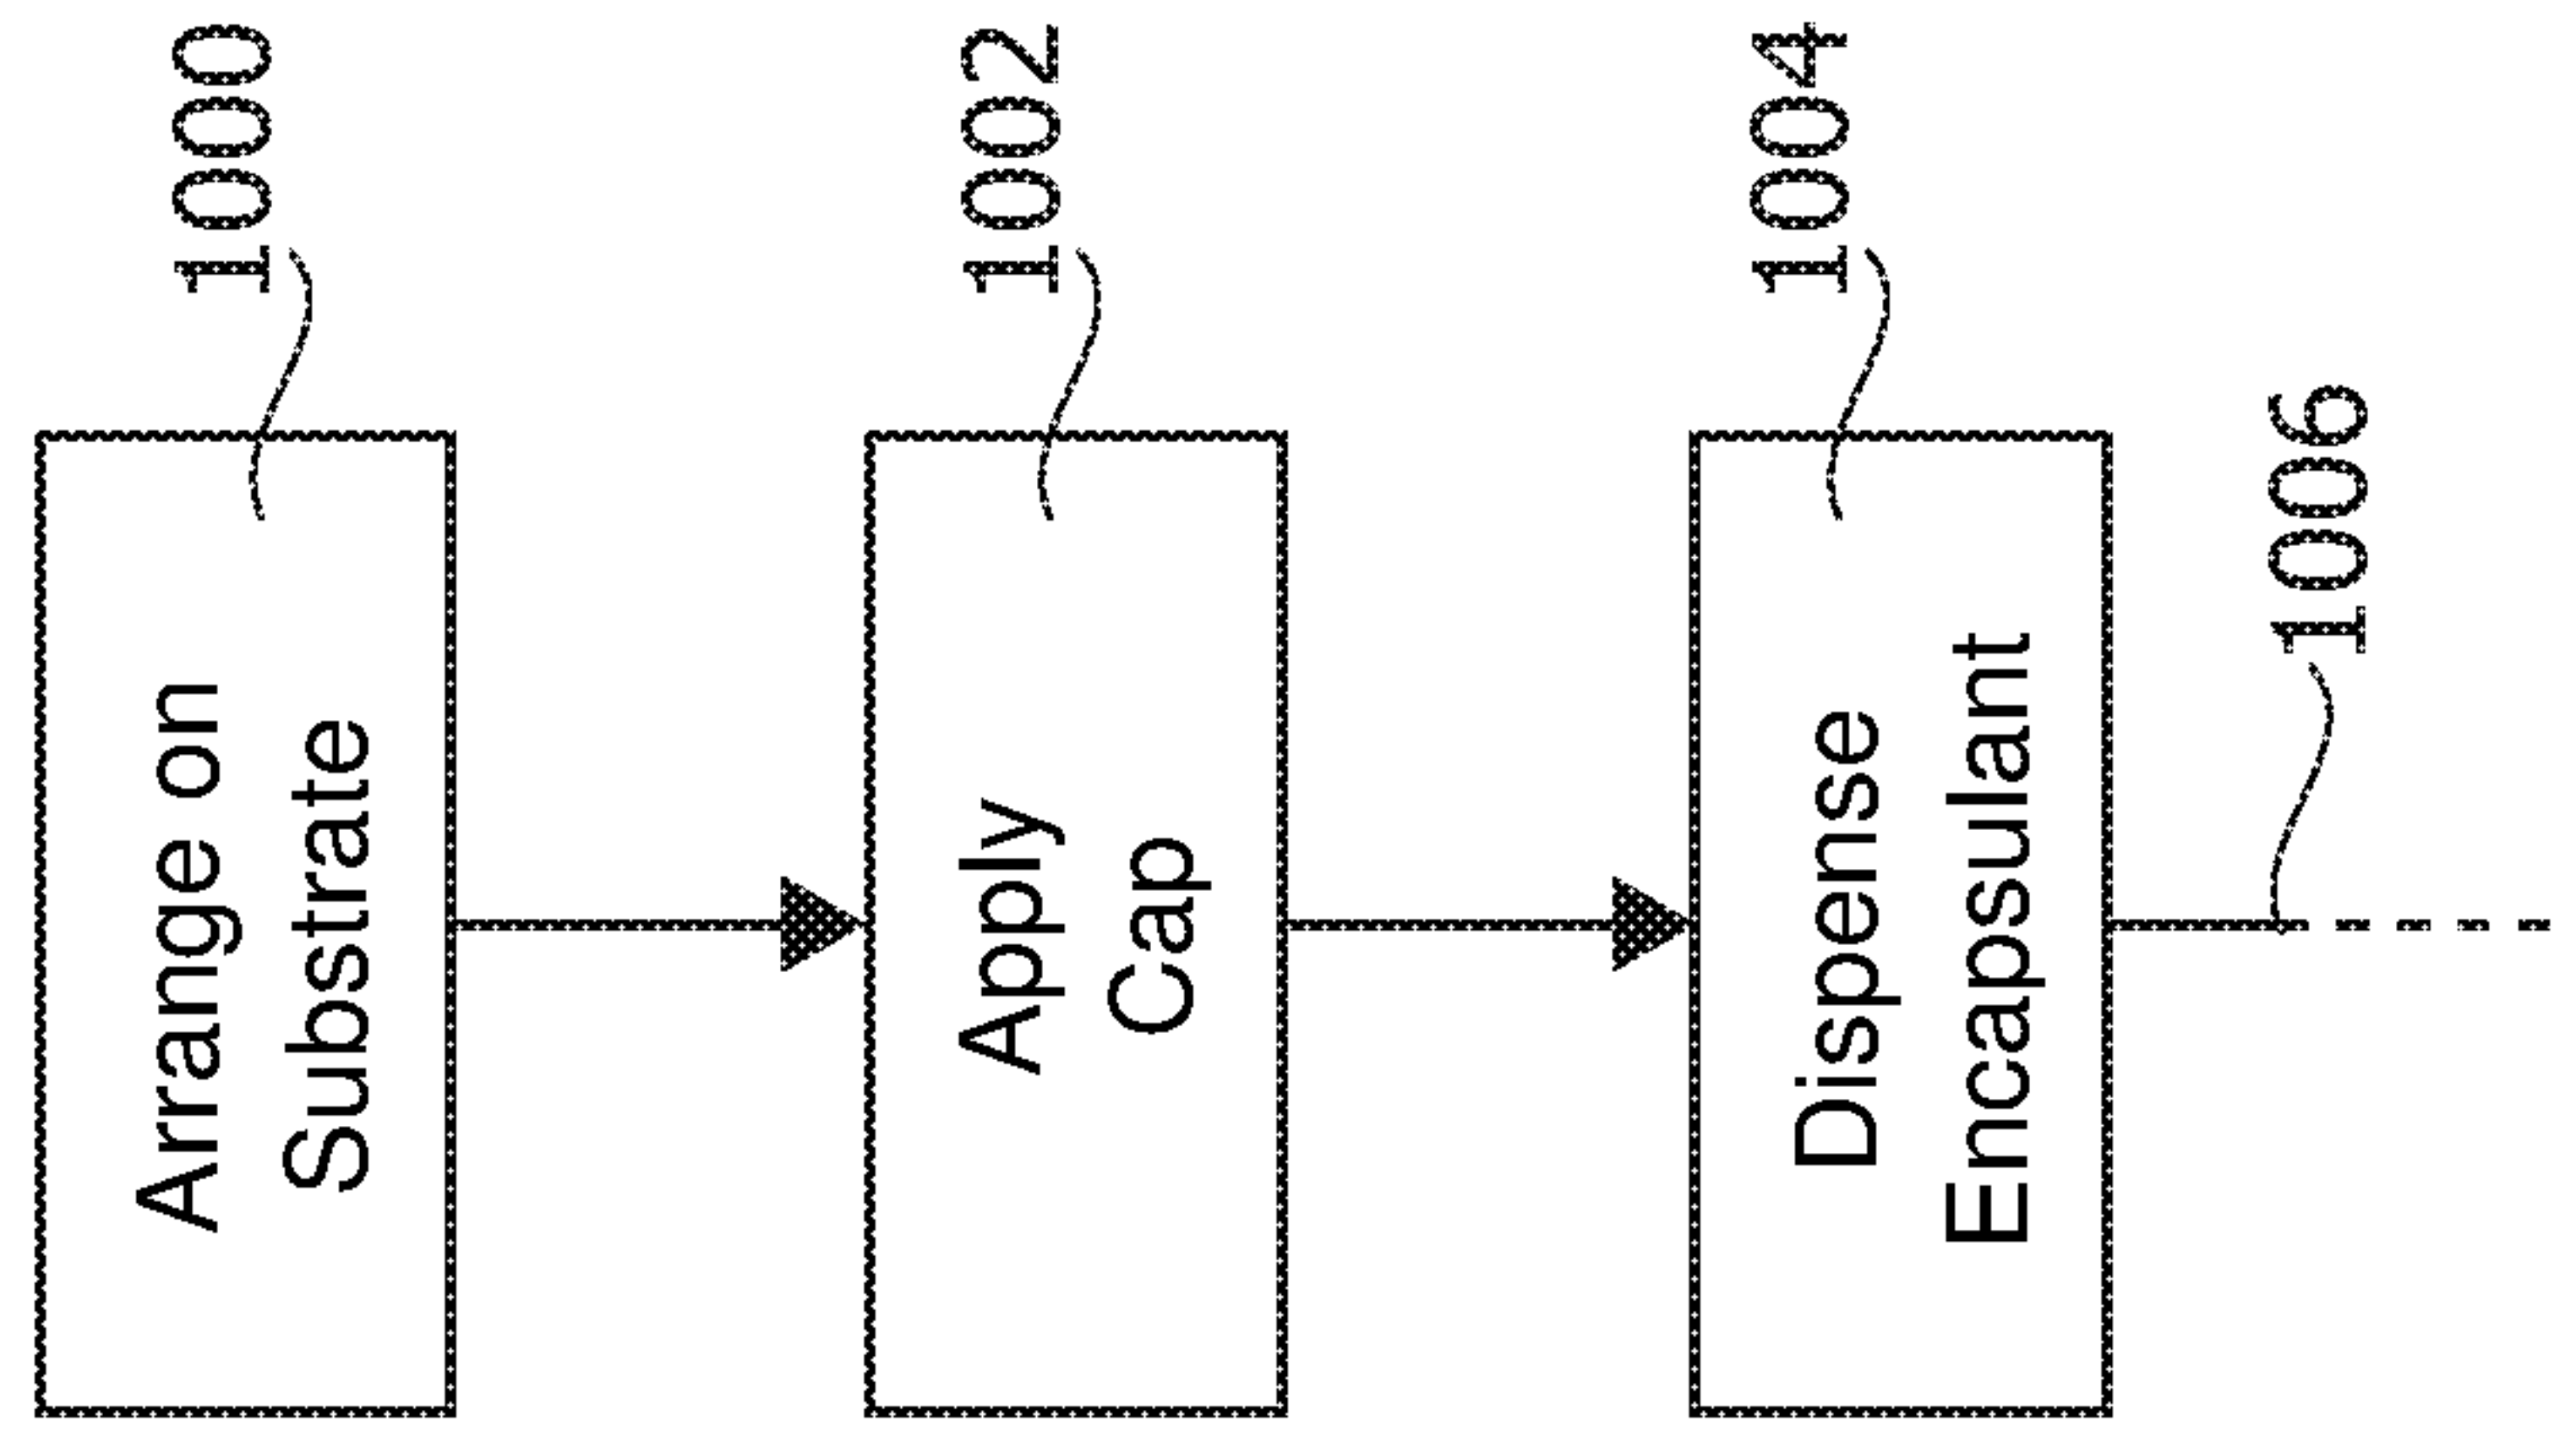 Arrange on
Substrate
1000
Apply
Cap
1002
Dispense
Encapsulant
1004
1006